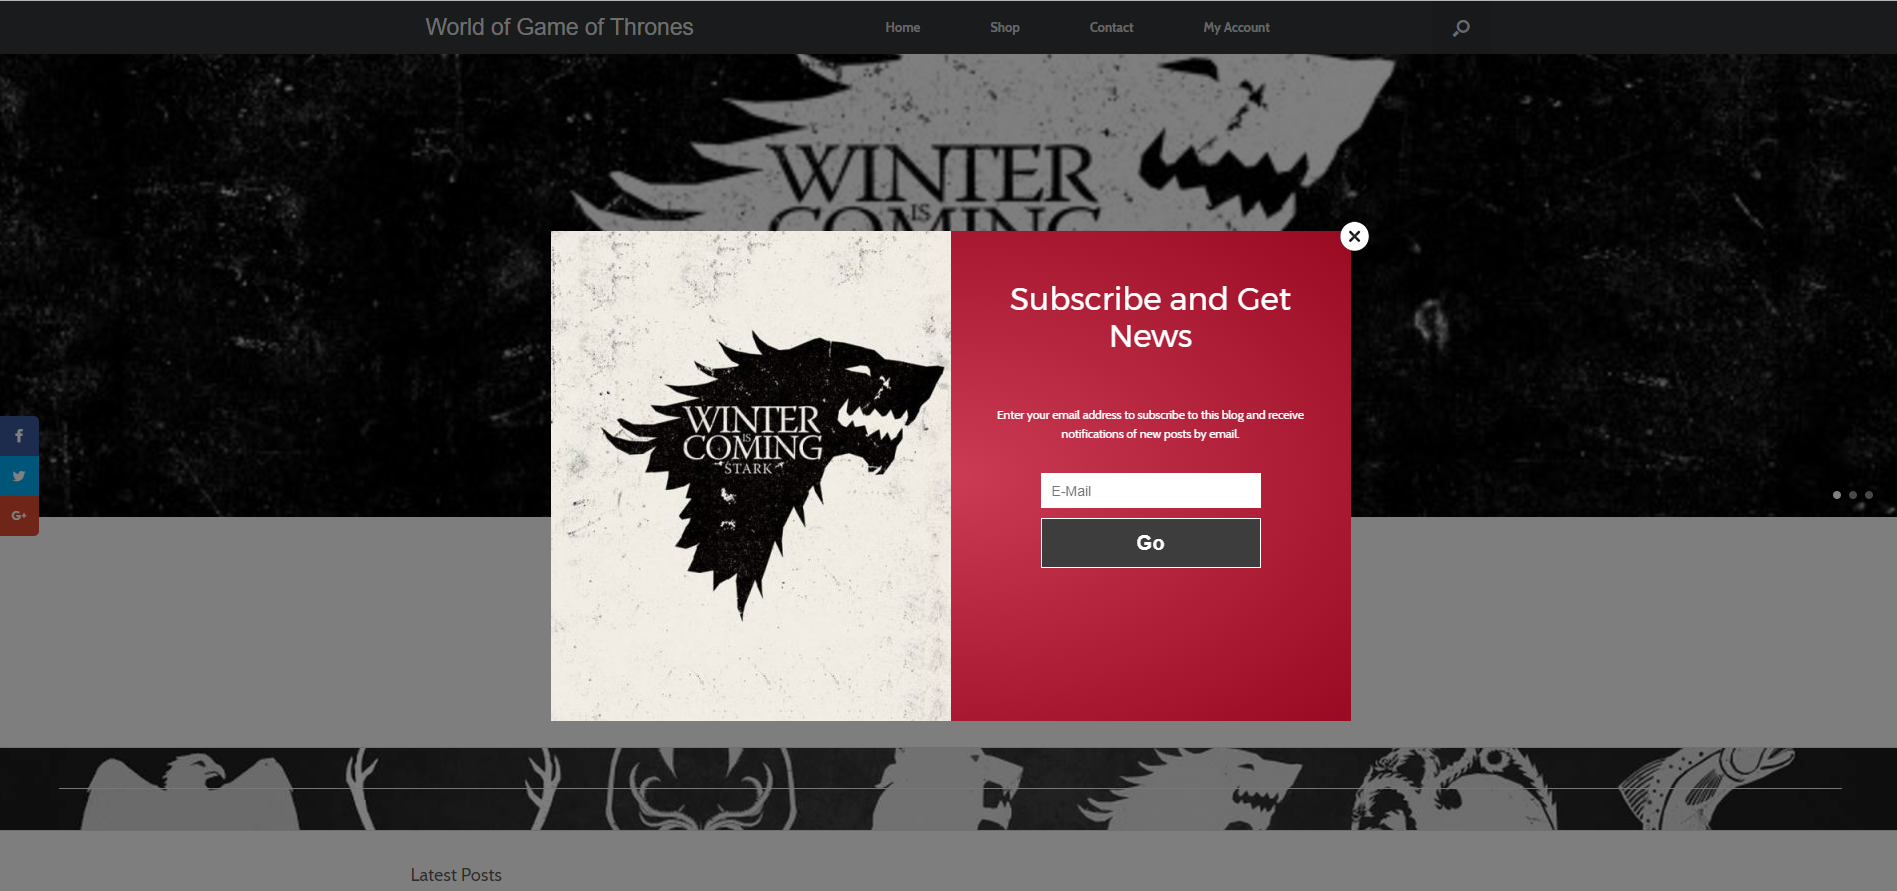 World of Game of Thrones
Home
Shop
Contact
My Account
WINTER
IS
COMING
WINTER
IS
COMING
STARK
Subscribe and Get
News
Enter your email address to subscribe to this blog and receive
notifications of new posts by email.
E-Mail
Go
f
G+
Latest Posts